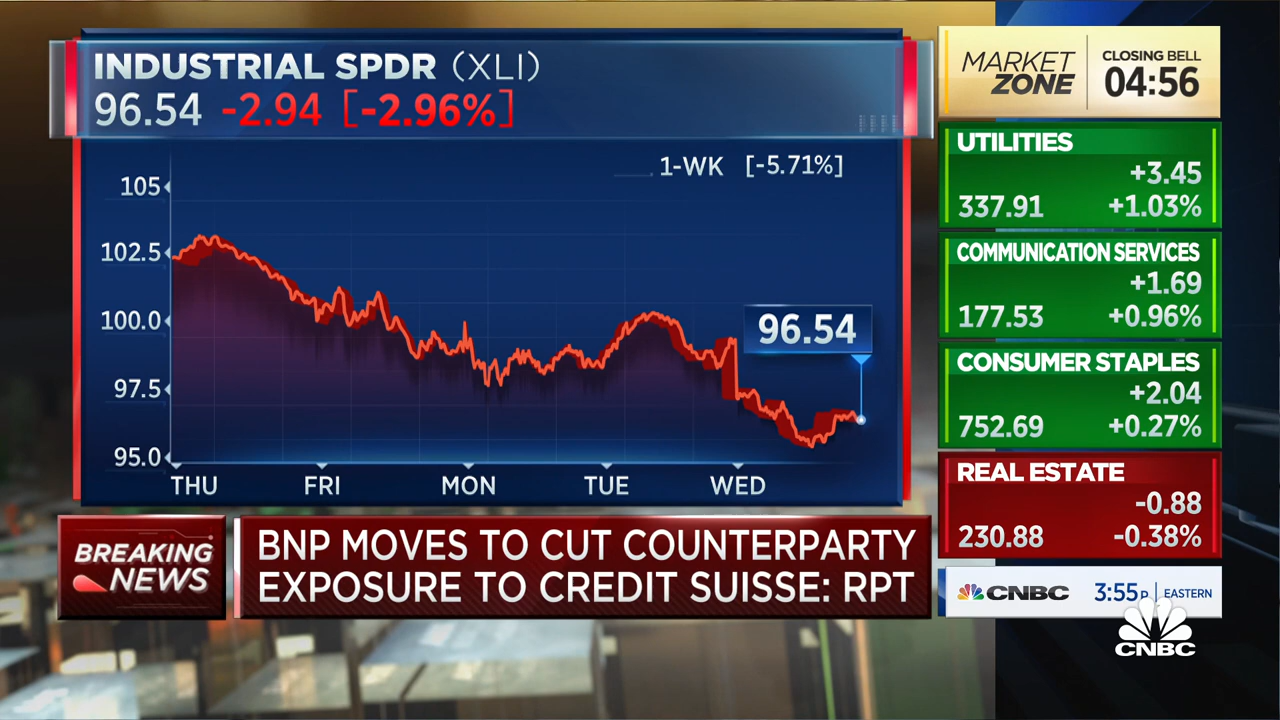 INDUSTRIAL SPDR (XLI)
96.54 -2.94 [-2.96%]
1-WK [-5.71%]
105
102.5
100.0
97.5
95.0
96.54
THU FRI MON TUE WED
BREAKING
NEWS
BNP MOVES TO CUT COUNTERPARTY
EXPOSURE TO CREDIT SUISSE: RPT
MARKET
ZONE
CLOSING BELL
04:56
UTILITIES
+3.45
337.91 +1.03%
COMMUNICATION SERVICES
+1.69
177.53 +0.96%
CONSUMER STAPLES
+2.04
752.69 +0.27%
REAL ESTATE
-0.88
230.88 -0.38%
CNBC 3:55P EASTERN
CNBC